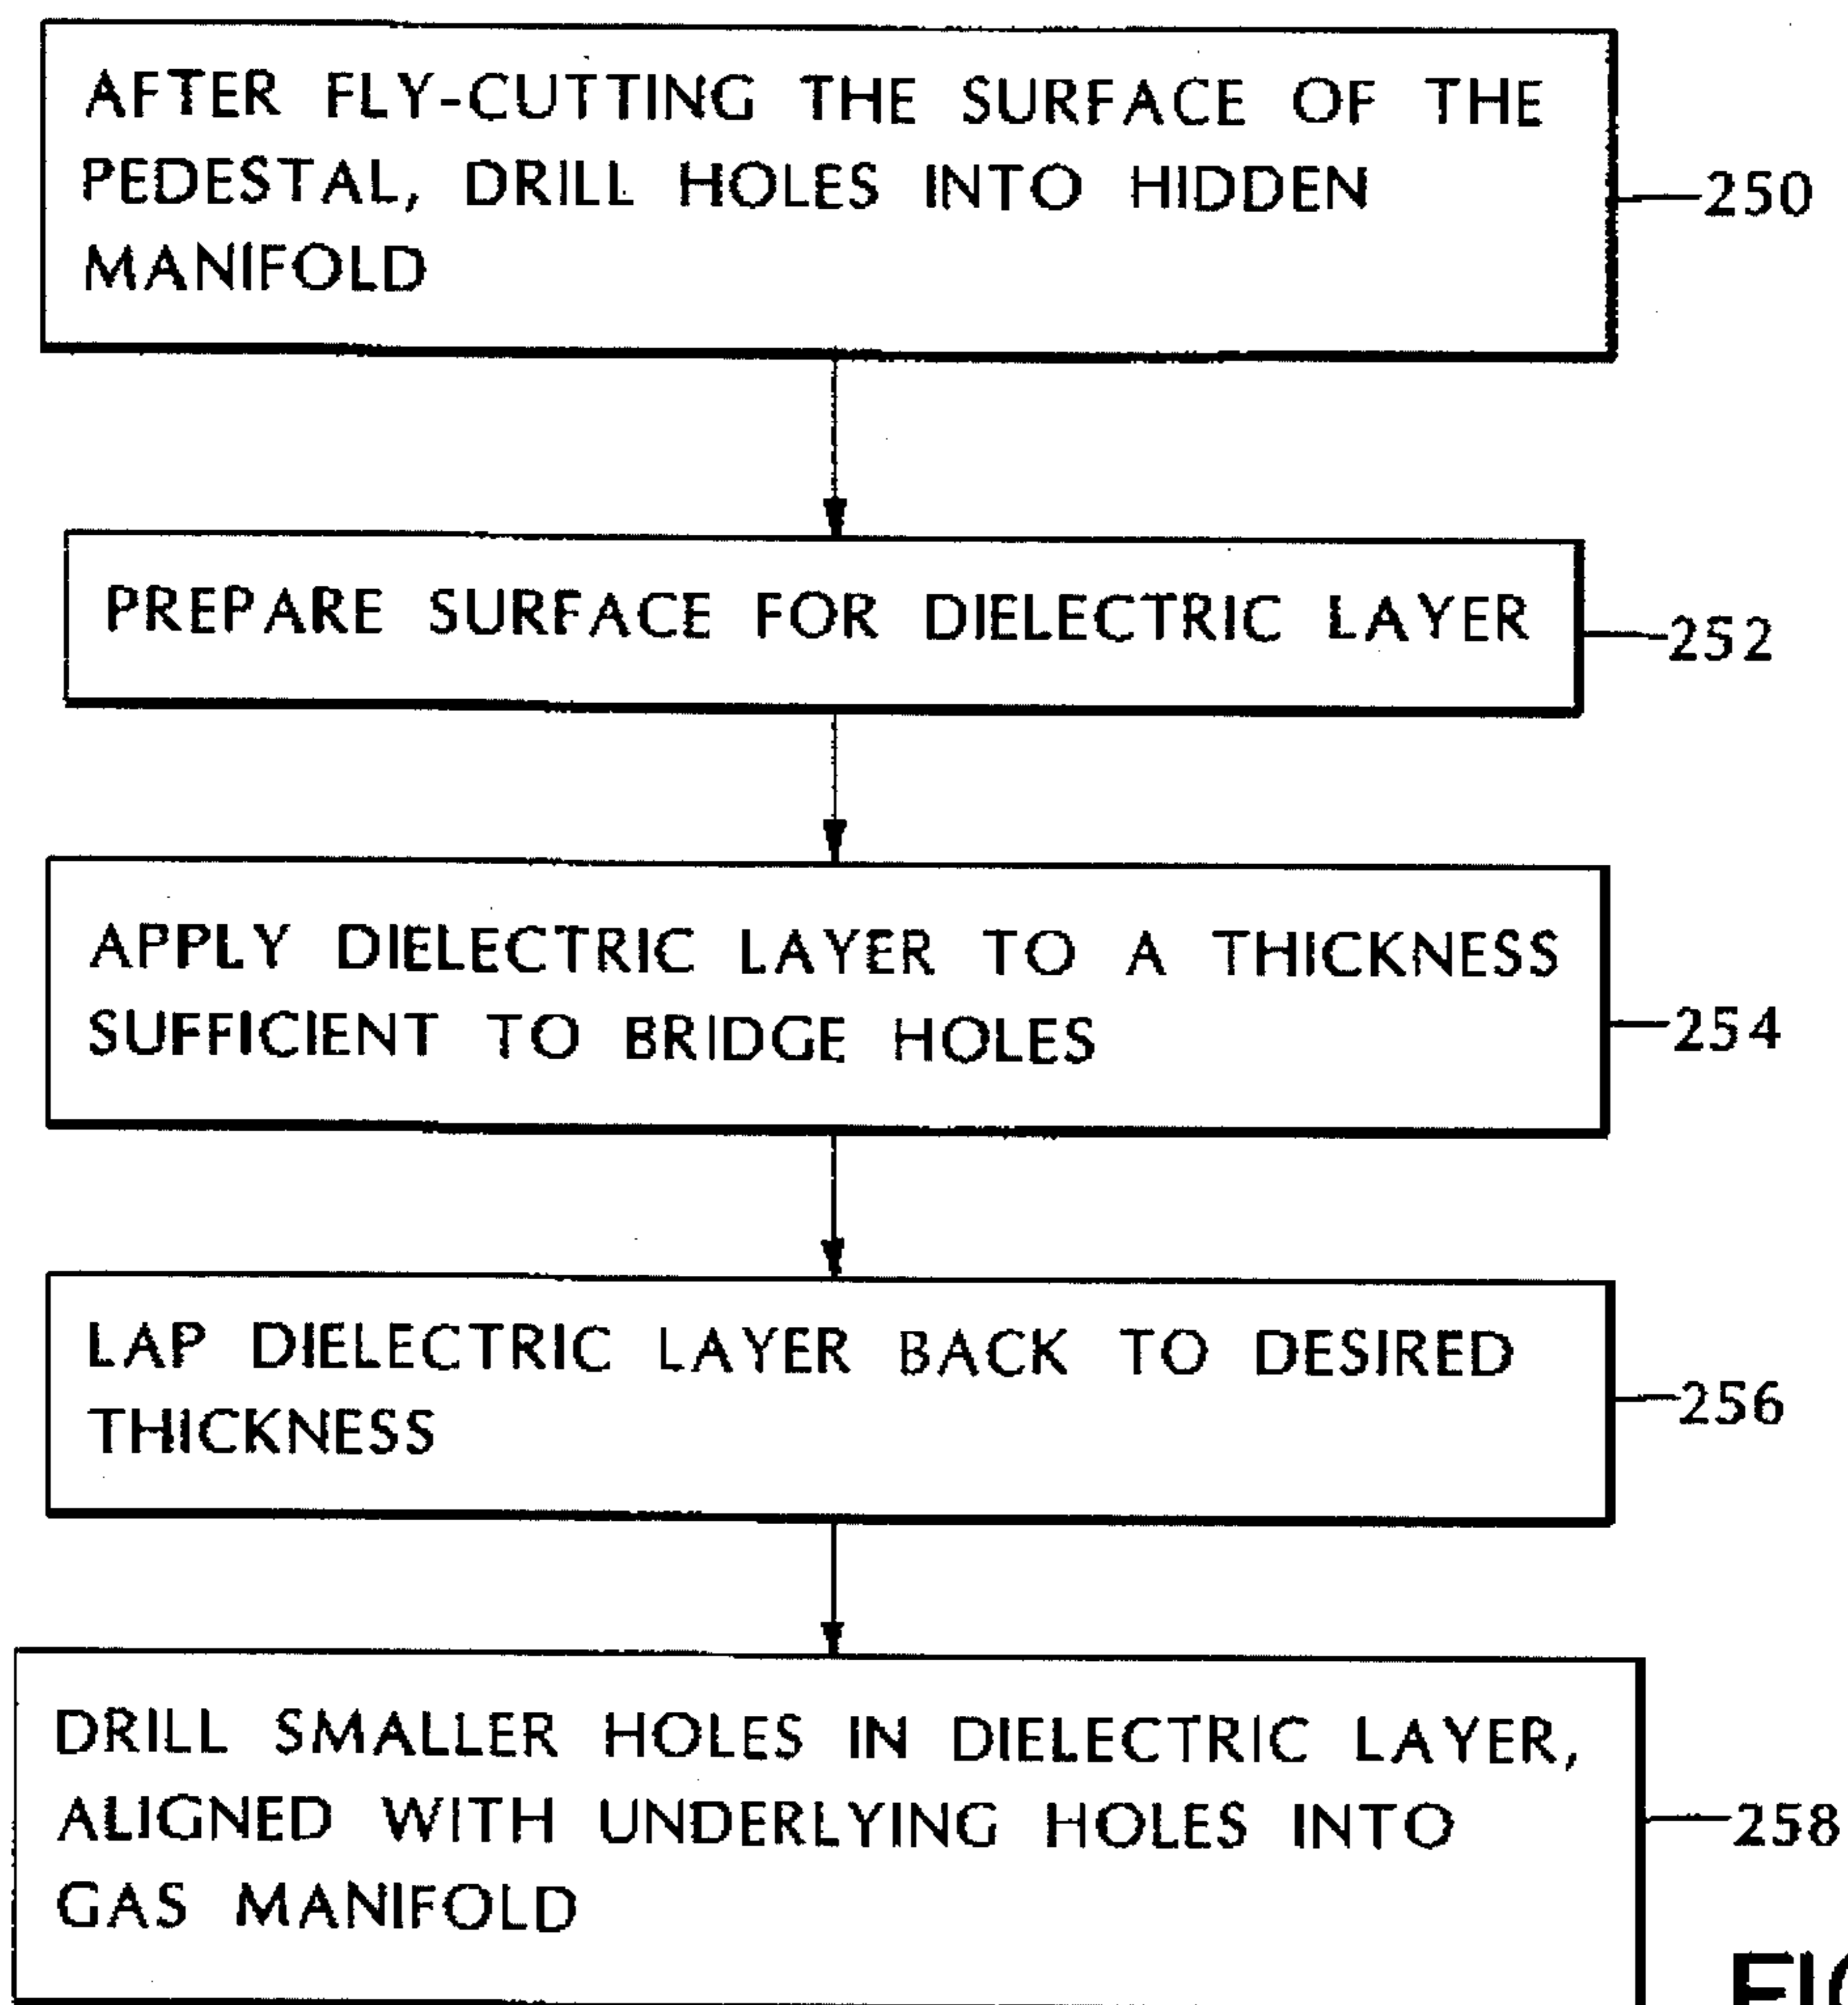 AFTER FLY-CUTTING THE SURFACE OF THE
PEDESTAL, DRILL HOLES INTO HIDDEN
MANIFOLD
250
PREPARE SURFACE FOR DIELECTRIC LAYER
252
APPLY DIELECTRIC LAYER TO A THICKNESS
SUFFICIENT TO BRIDGE HOLES
254
LAP DIELECTRIC LAYER BACK TO DESIRED
THICKNESS
256
DRILL SMALLER HOLES IN DIELECTRIC LAYER,
ALIGNED WITH UNDERLYING HOLES INTO
GAS MANIFOLD
258